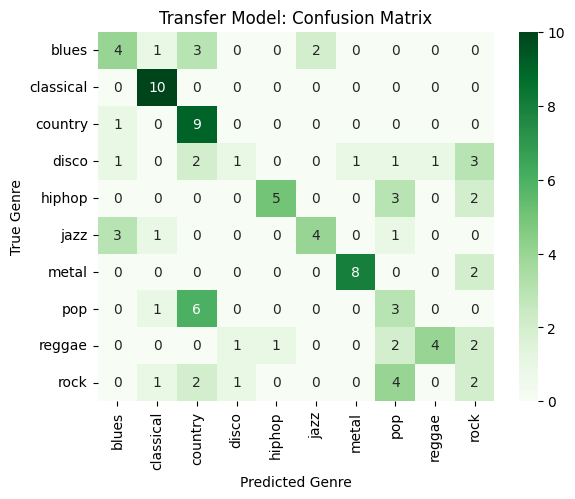 Transfer Model: Confusion Matrix
True Genre
blues 4 1 3 0 0 2 0 0 0 0
classical 0 10 0 0 0 0 0 0 0 0
country 1 0 9 0 0 0 0 0 0 0
disco 1 0 2 1 0 0 1 1 1 3
hiphop 0 0 0 0 5 0 0 3 0 2
jazz 3 1 0 0 0 4 0 1 0 0
metal 0 0 0 0 0 0 8 0 0 2
pop 0 1 6 0 0 0 0 3 0 0
reggae 0 0 0 1 1 0 0 2 4 2
rock 0 1 2 1 0 0 0 4 0 2
blues classical country disco hiphop jazz metal pop reggae rock
Predicted Genre
10
8
6
4
2
0